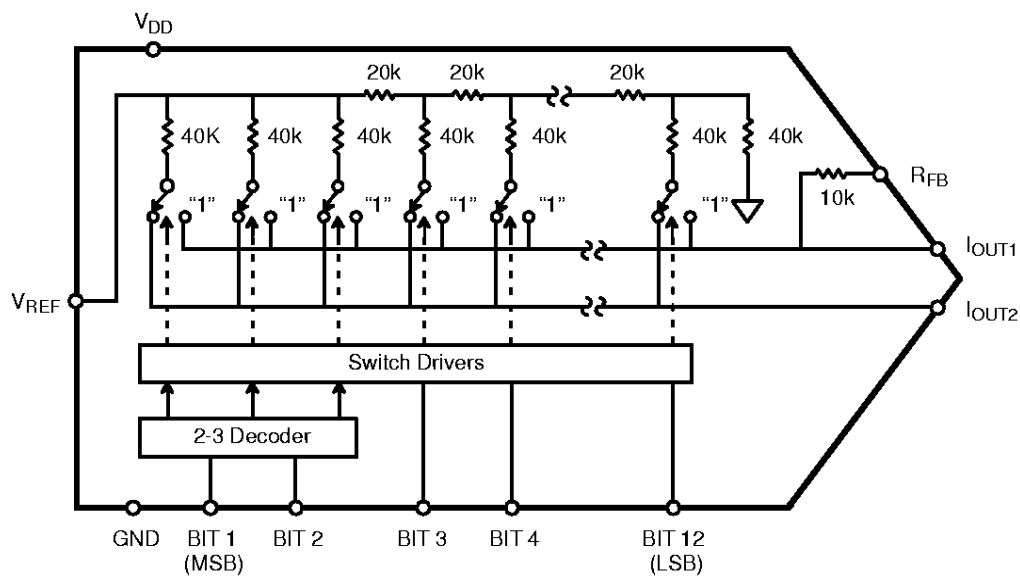 VDD
20k 20k 20k
40K 40k 40k 40k 40k 40k 40k
RFB
10k
“1” “1” “1” “1” “1” “1”
IOUT1
VREF
IOUT2
Switch Drivers
2-3 Decoder
GND BIT 1 BIT 2 BIT 3 BIT 4 BIT 12
(MSB) (LSB)